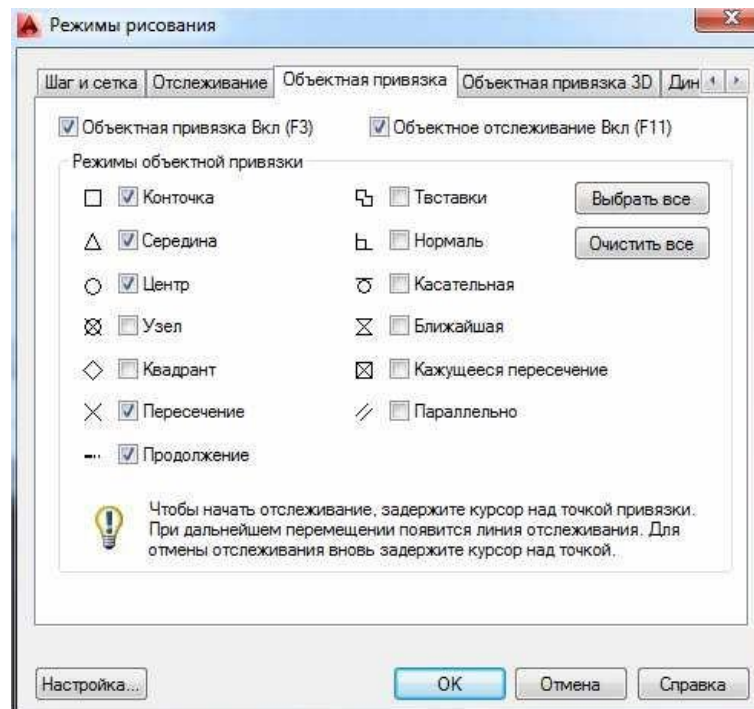 Режимы рисования
Шаг и сетка Отслеживание Объектная привязка Объектная привязка 3D Дин
Объектная привязка Вкл (F3) Объектное отслеживание Вкл (F11)
Режимы объектной привязки
Конточка Твставки Выбрать все
Середина Нормаль Очистить все
Центр Касательная
Узел Ближайшая
Квадрант Кажущееся пересечение
Пересечение Параллельно
Продолжение
Чтобы начать отслеживание, задержите курсор над точкой привязки.
При дальнейшем перемещении появится линия отслеживания. Для
отмены отслеживания вновь задержите курсор над точкой.
Настройка... OK Отмена Справка